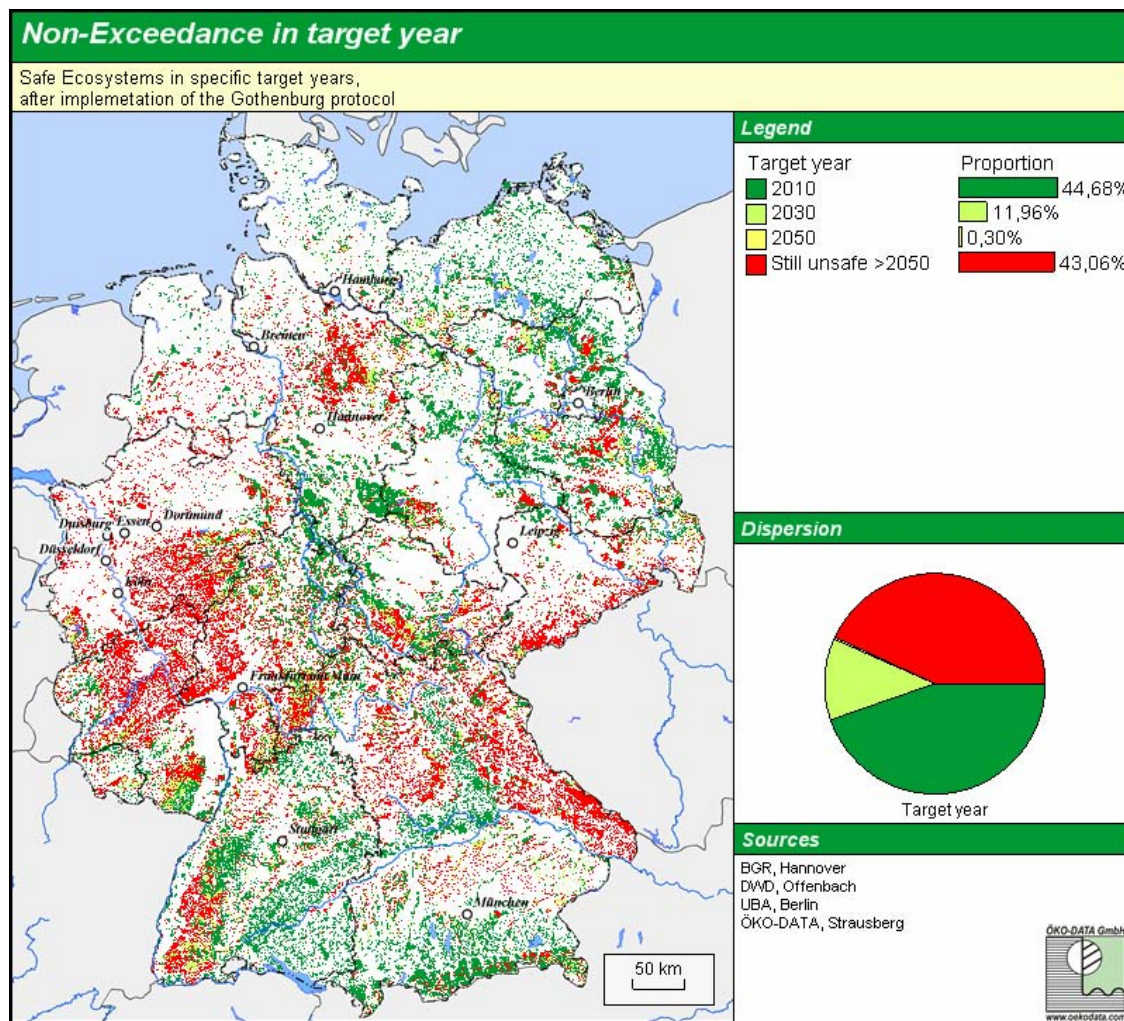 Non-Exceedance in target year
Safe Ecosystems in specific target years,
after implemetation of the Gothenburg protocol
Legend
Target year Proportion
2010 44,68%
2030 11,96%
2050 0,30%
Still unsafe >2050 43,06%
Hamburg
Bremen
Berlin
Hannover
Dortmund
Essen
Duisburg
Düsseldorf
Leipzig
Köln
Frankfurt am Main
Stuttgart
München
50 km
Dispersion
Target year
Sources
BGR, Hannover
DWD, Offenbach
UBA, Berlin
ÖKO-DATA, Strausberg
ÖKO-DATA GmbH
www.oekodata.com